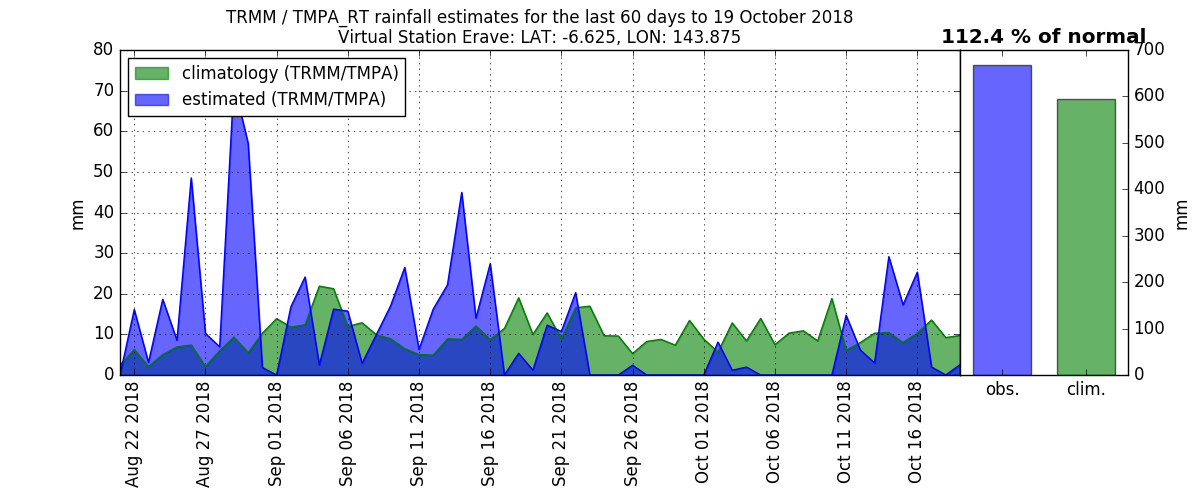 TRMM / TMPA_RT rainfall estimates for the last 60 days to 19 October 2018
Virtual Station Erave: LAT: -6.625, LON: 143.875
112.4 % of normal
climatology (TRMM/TMPA)
estimated (TRMM/TMPA)
mm
80
70
60
50
40
30
20
10
0
Aug 22 2018
Aug 27 2018
Sep 01 2018
Sep 06 2018
Sep 11 2018
Sep 16 2018
Sep 21 2018
Sep 26 2018
Oct 01 2018
Oct 06 2018
Oct 11 2018
Oct 16 2018
700
600
500
400
300
200
100
0
mm
obs.
clim.